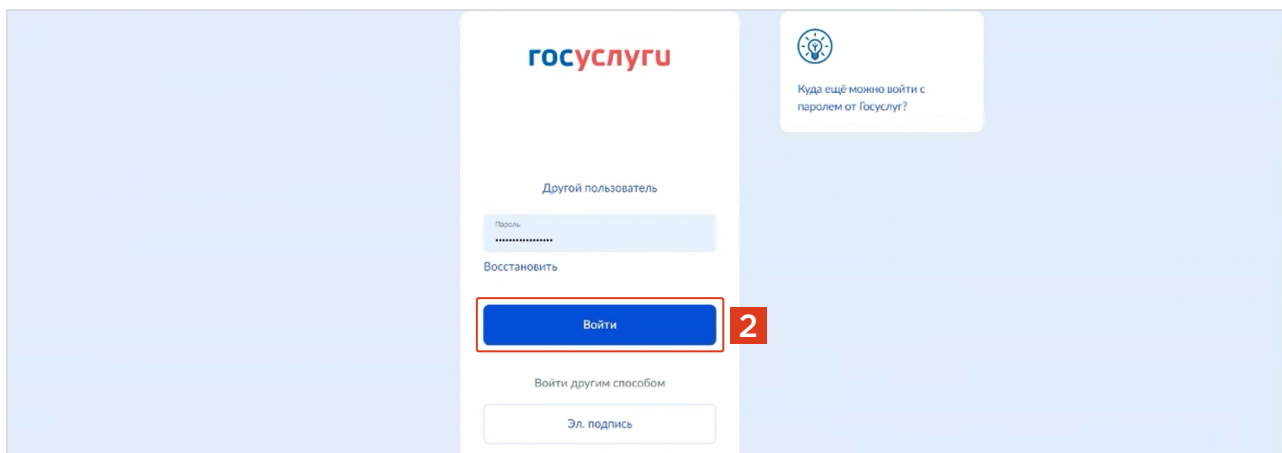 госуслуги
Куда ещё можно войти с
паролем от Госуслуг?
Другой пользователь
Пароль
•••••••••••••••••
Восстановить
Войти
2
Войти другим способом
Эл. подпись